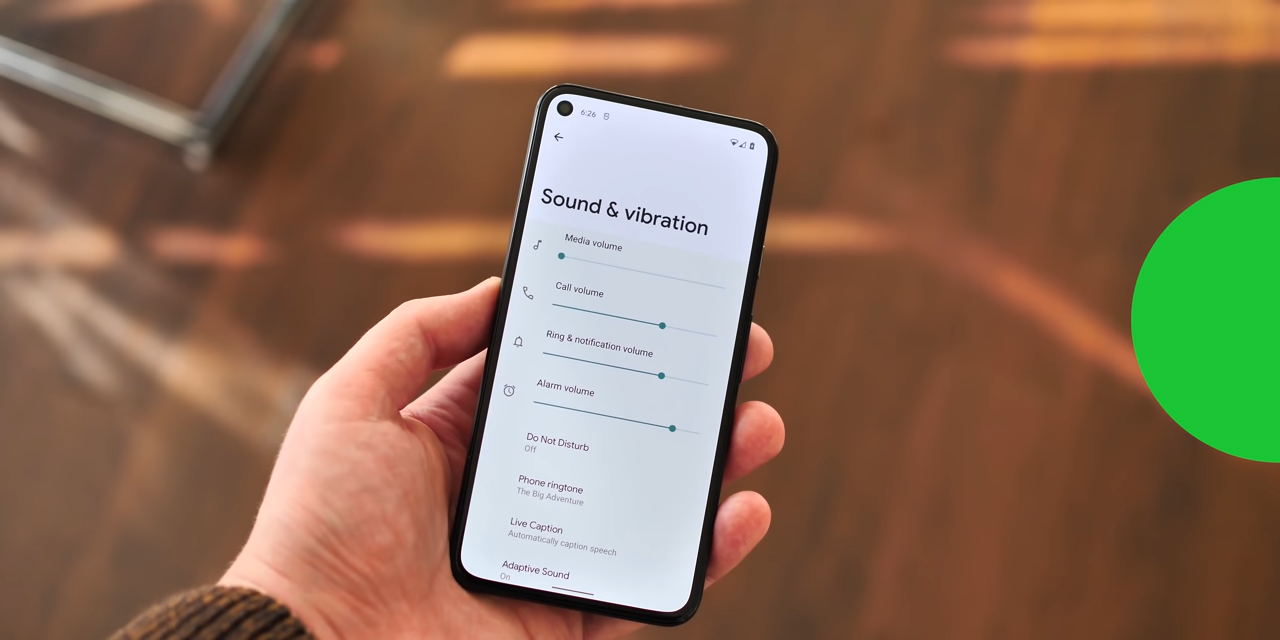 6:26
Sound & vibration
Media volume
Call volume
Ring & notification volume
Alarm volume
Do Not Disturb
Off
Phone ringtone
The Big Adventure
Live Caption
Automatically caption speech
Adaptive Sound
On